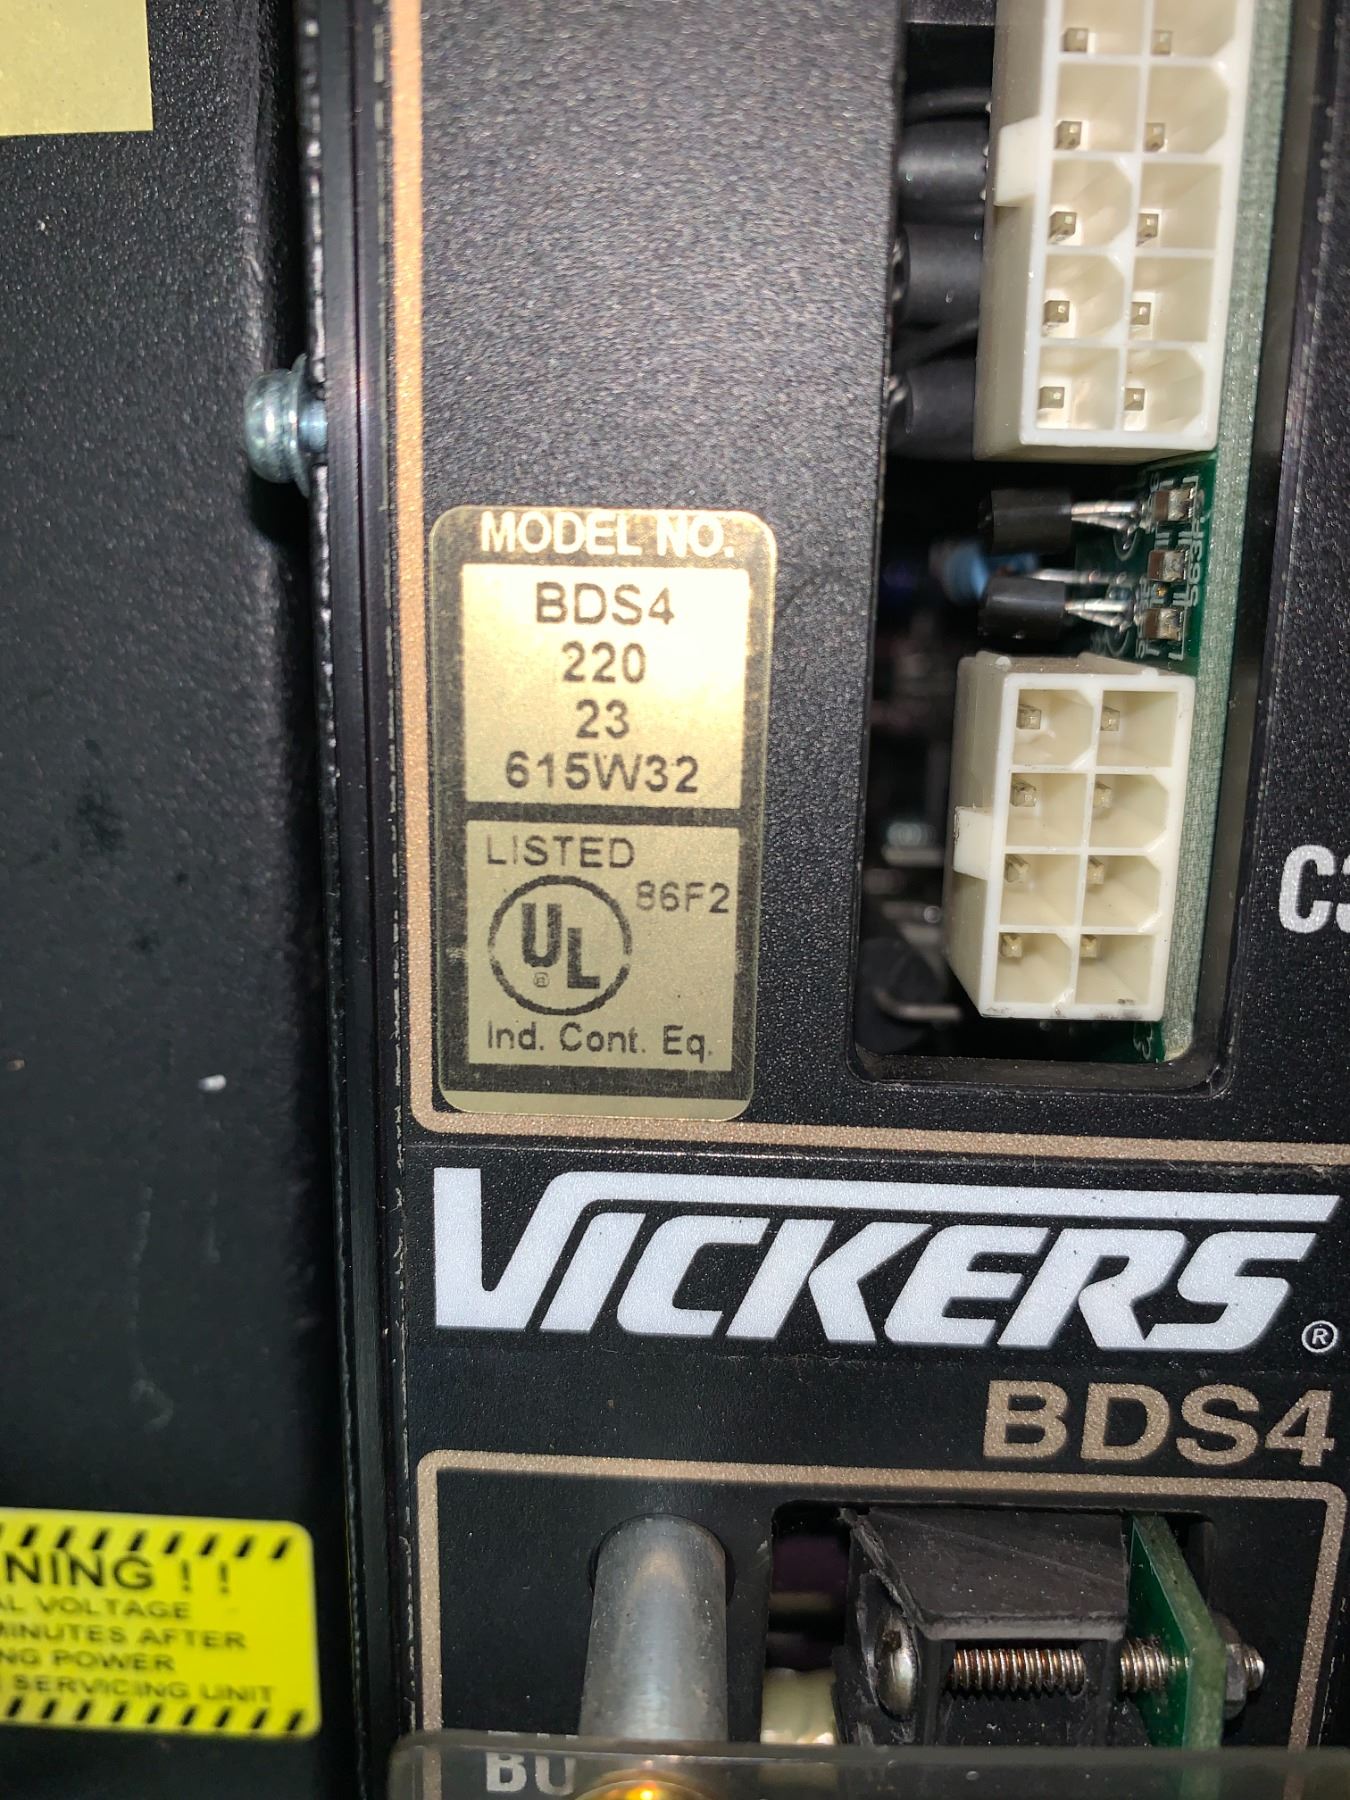 MODEL NO.
BDS4
220
23
615W32
LISTED
86F2
UL
®
Ind. Cont. Eq.
VICKERS ®
BDS4
NING ! !
AL VOLTAGE
MINUTES AFTER
NG POWER
SERVICING UNIT
BU